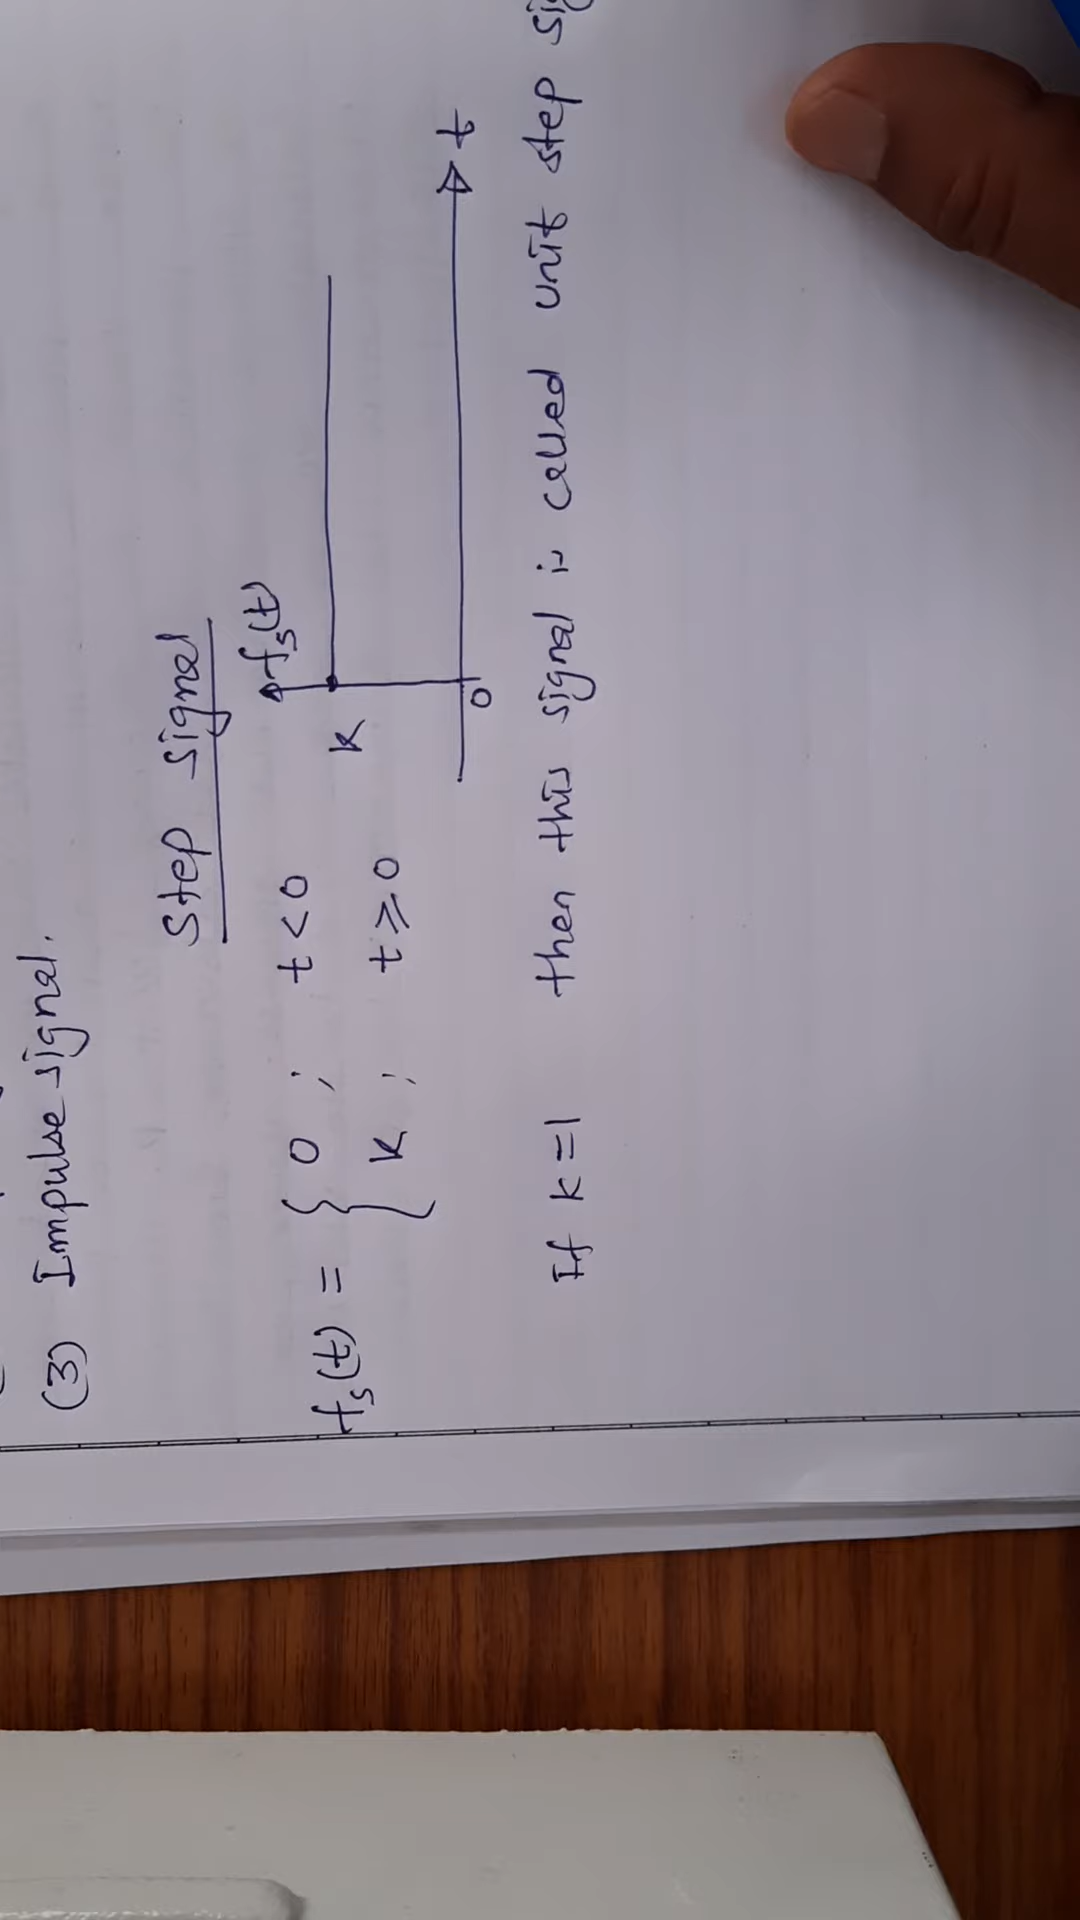 (3) Impulse signal.
Step signal
fs(t) = { 0 ; t < 0
K ; t ≥ 0
fs(t)
K
0
t
If K=1 then this signal is called unit step